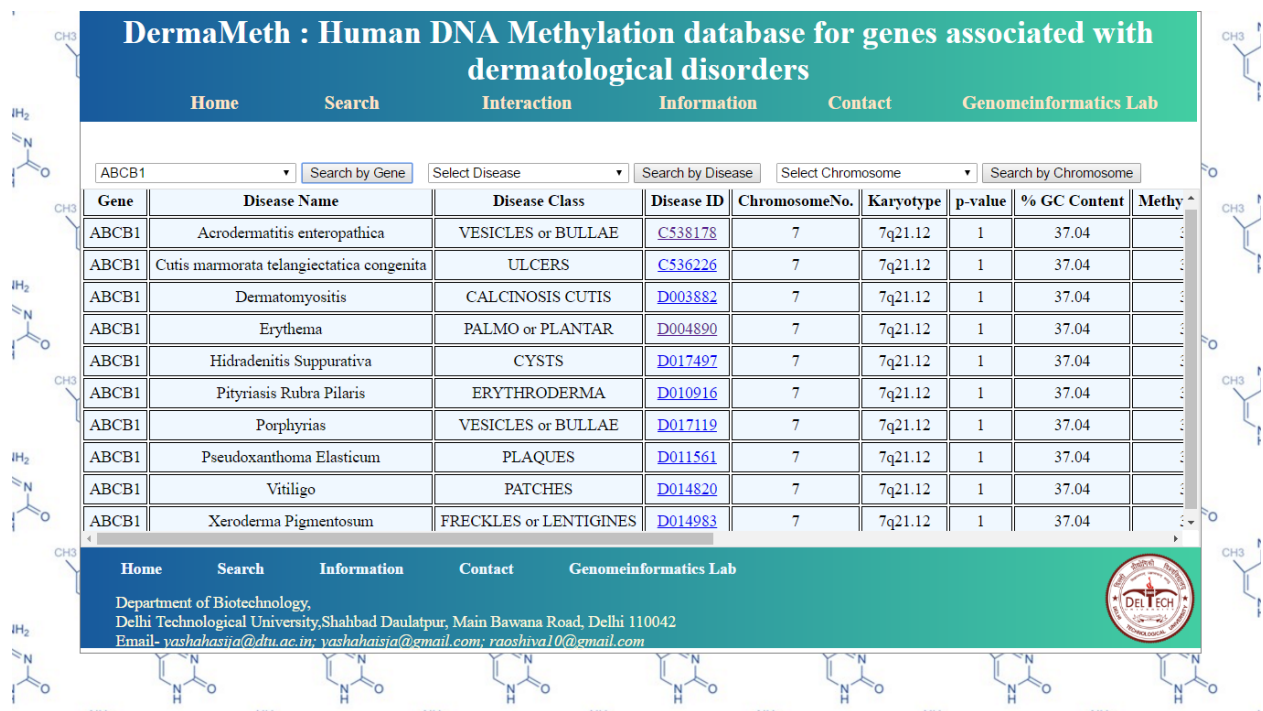 DermaMeth : Human DNA Methylation database for genes associated with
dermatological disorders
Home Search Interaction Information Contact Genomeinformatics Lab
ABCB1 Search by Gene Select Disease Search by Disease Select Chromosome Search by Chromosome
Gene Disease Name Disease Class Disease ID ChromosomeNo. Karyotype p-value % GC Content Methy
ABCB1 Acrodermatitis enteropathica VESICLES or BULLAE C538178 7 7q21.12 1 37.04
ABCB1 Cutis marmorata telangiectatica congenita ULCERS C536226 7 7q21.12 1 37.04
ABCB1 Dermatomyositis CALCINOSIS CUTIS D003882 7 7q21.12 1 37.04
ABCB1 Erythema PALMO or PLANTAR D004890 7 7q21.12 1 37.04
ABCB1 Hidradenitis Suppurativa CYSTS D017497 7 7q21.12 1 37.04
ABCB1 Pityriasis Rubra Pilaris ERYTHRODERMA D010916 7 7q21.12 1 37.04
ABCB1 Porphyrias VESICLES or BULLAE D017119 7 7q21.12 1 37.04
ABCB1 Pseudoxanthoma Elasticum PLAQUES D011561 7 7q21.12 1 37.04
ABCB1 Vitiligo PATCHES D014820 7 7q21.12 1 37.04
ABCB1 Xeroderma Pigmentosum FRECKLES or LENTIGINES D014983 7 7q21.12 1 37.04
Home Search Information Contact Genomeinformatics Lab
Department of Biotechnology,
Delhi Technological University,Shahbad Daulatpur, Main Bawana Road, Delhi 110042
Email- yashahasija@dtu.ac.in; yashahaisja@gmail.com; raoshiva10@gmail.com
DELTECH